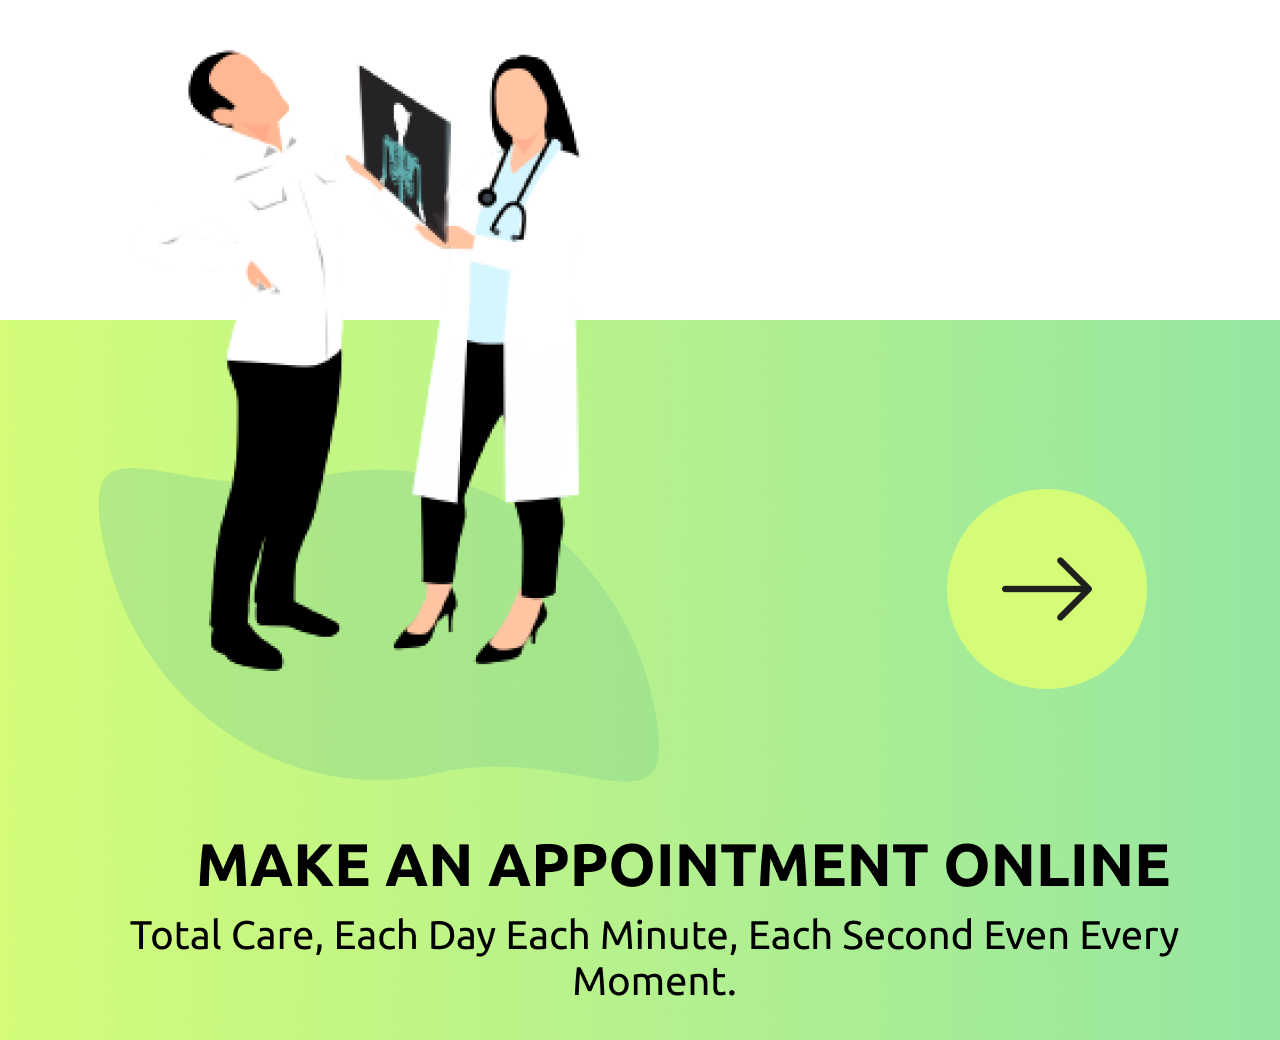 MAKE AN APPOINTMENT ONLINE
Total Care, Each Day Each Minute, Each Second Even Every
Moment.